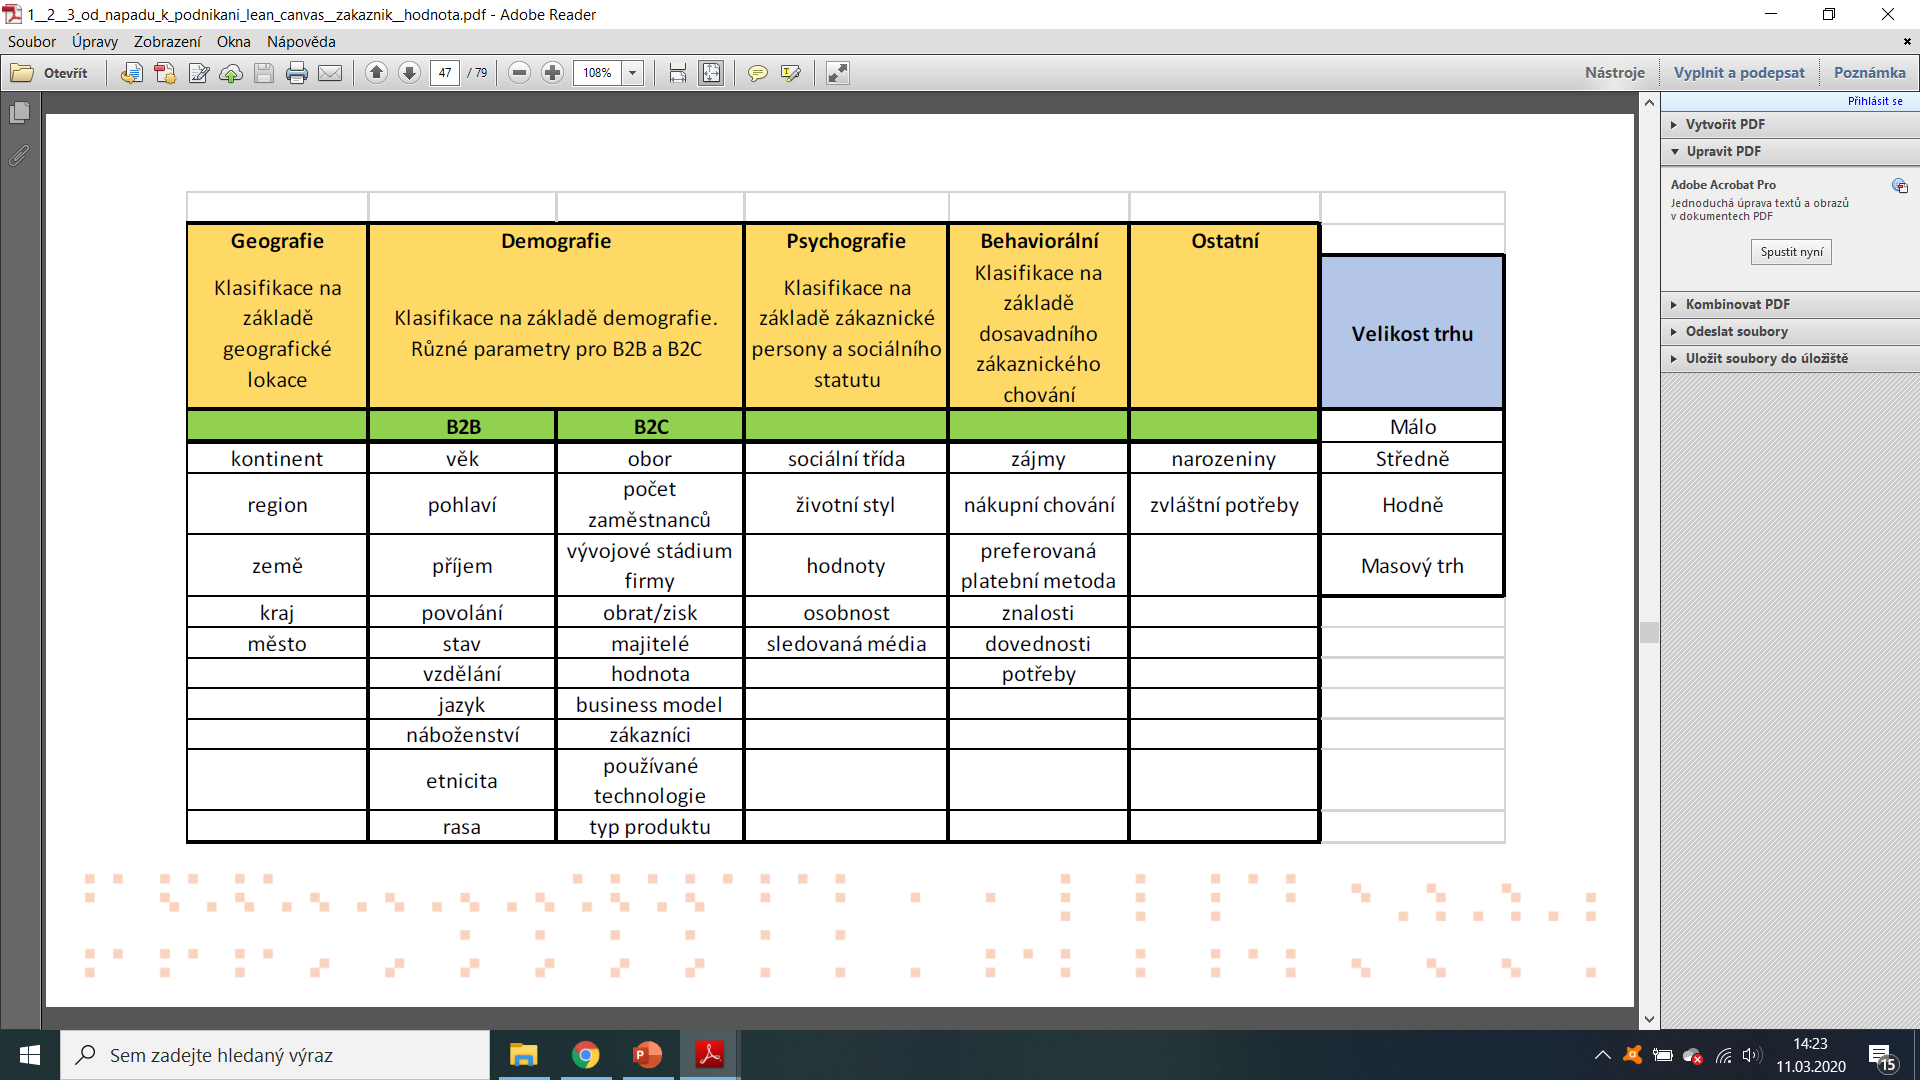 1__2__3_od_napadu_k_podnikani_lean_canvas__zakaznik__hodnota.pdf - Adobe Reader
Soubor Úpravy Zobrazení Okna Nápověda
Otevřít 47 / 79 108% Nástroje Vyplnit a podepsat Poznámka
Přihlásit se
Vytvořit PDF
Upravit PDF
Adobe Acrobat Pro
Jednoduchá úprava textů a obrazů
v dokumentech PDF
Spustit nyní
Kombinovat PDF
Odeslat soubory
Uložit soubory do úložiště
Geografie Demografie Psychografie Behaviorální Ostatní
Klasifikace na
základě
geografické
lokace
Klasifikace na základě demografie.
Různé parametry pro B2B a B2C
Klasifikace na
základě zákaznické
persony a sociálního
statutu
Klasifikace na
základě
dosavadního
zákaznického
chování
Velikost trhu
B2B B2C Málo
kontinent věk obor sociální třída zájmy narozeniny Středně
region pohlaví počet zaměstnanců životní styl nákupní chování zvláštní potřeby Hodně
země příjem vývojové stádium firmy hodnoty preferovaná platební metoda Masový trh
kraj povolání obrat/zisk osobnost znalosti
město stav majitelé sledovaná média dovednosti
vzdělání hodnota potřeby
jazyk business model
náboženství zákazníci
etnicita používané technologie
rasa typ produktu
Sem zadejte hledaný výraz
14:23
11.03.2020
15